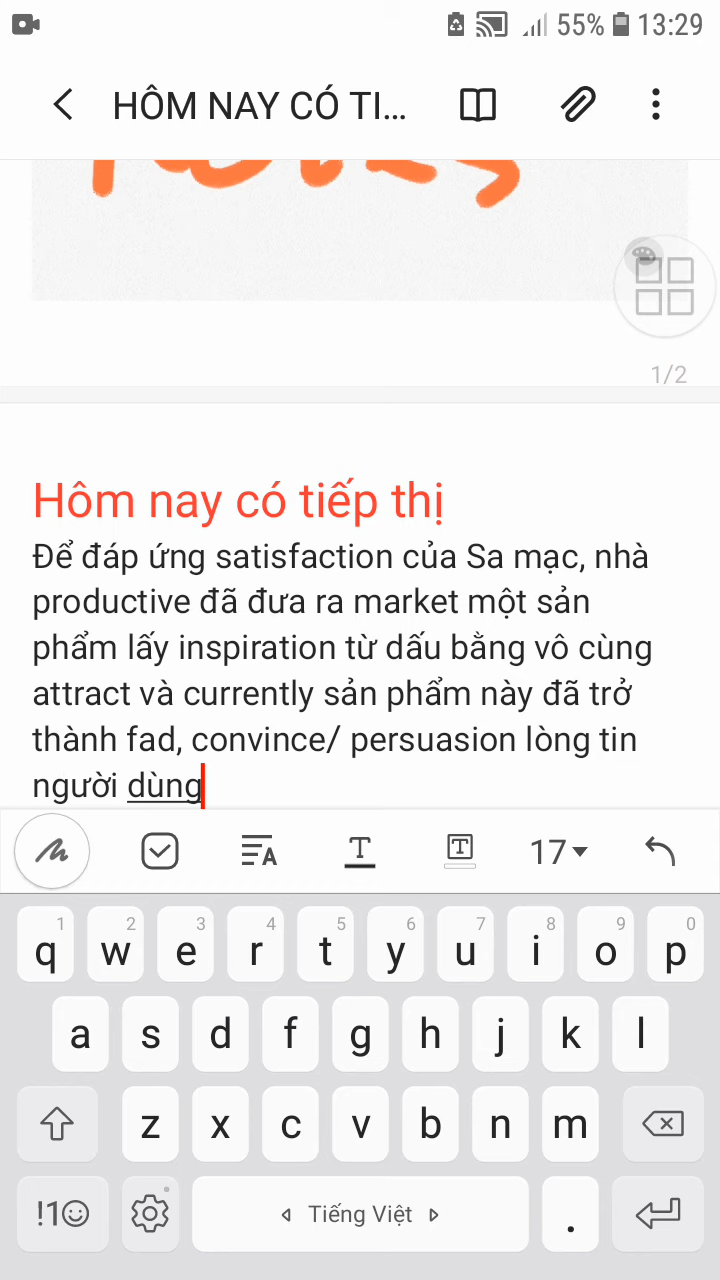 55% 13:29
HÔM NAY CÓ TI...
1/2
Hôm nay có tiếp thị
Để đáp ứng satisfaction của Sa mạc, nhà
productive đã đưa ra market một sản
phẩm lấy inspiration từ dấu bằng vô cùng
attract và currently sản phẩm này đã trở
thành fad, convince/ persuasion lòng tin
người dùng
A T T 17
1 2 3 4 5 6 7 8 9 0
q w e r t y u i o p
a s d f g h j k l
z x c v b n m
!1☺ Tiếng Việt .